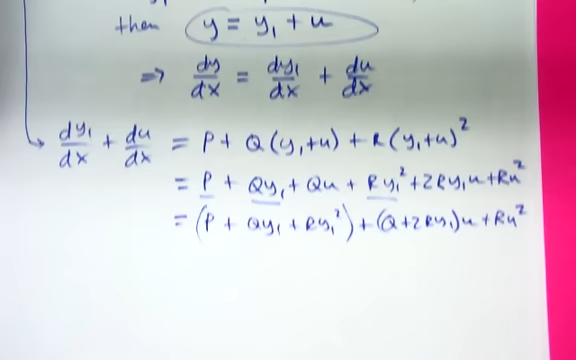 then y = y₁ + u
⇒ dy/dx = dy₁/dx + du/dx
dy₁/dx + du/dx = P + Q(y₁+u) + R(y₁+u)²
= P + Qy₁ + Qu + Ry₁² + 2Ry₁u + Ru²
= (P + Qy₁ + Ry₁²) + (Q+2Ry₁)u + Ru²